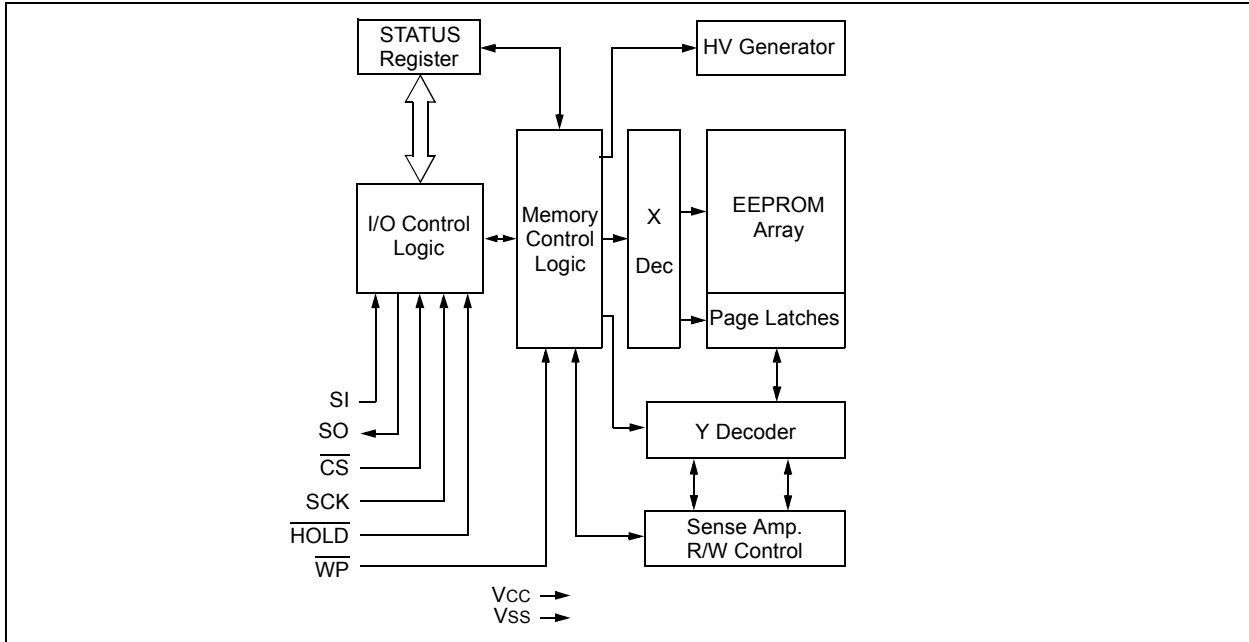 STATUS
Register
HV Generator
I/O Control
Logic
Memory
Control
Logic
X
Dec
EEPROM
Array
Page Latches
SI
SO
CS
SCK
HOLD
WP
Y Decoder
Sense Amp.
R/W Control
VCC
VSS